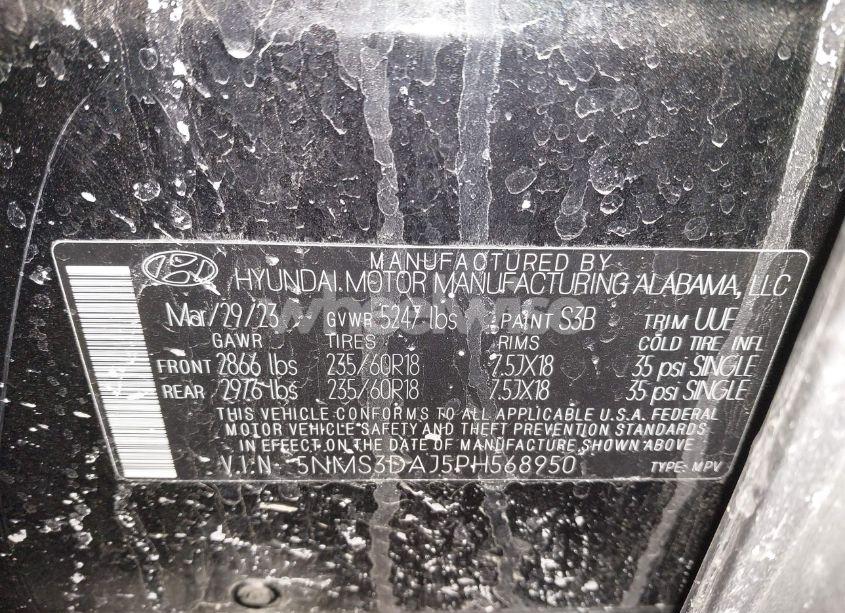 MANUFACTURED BY
HYUNDAI MOTOR MANUFACTURING ALABAMA, LLC
Mar/29/23 GVWR 5247 lbs PAINT S3B TRIM UUE
GAWR TIRES RIMS COLD TIRE INFL
FRONT 2866 lbs 235/60R18 7.5JX18 35 psi SINGLE
REAR 2976 lbs 235/60R18 7.5JX18 35 psi SINGLE
THIS VEHICLE CONFORMS TO ALL APPLICABLE U.S.A. FEDERAL
MOTOR VEHICLE SAFETY AND THEFT PREVENTION STANDARDS
IN EFFECT ON THE DATE OF MANUFACTURE SHOWN ABOVE
V.I.N 5NMS3DAJ5PH568950 TYPE: MPV